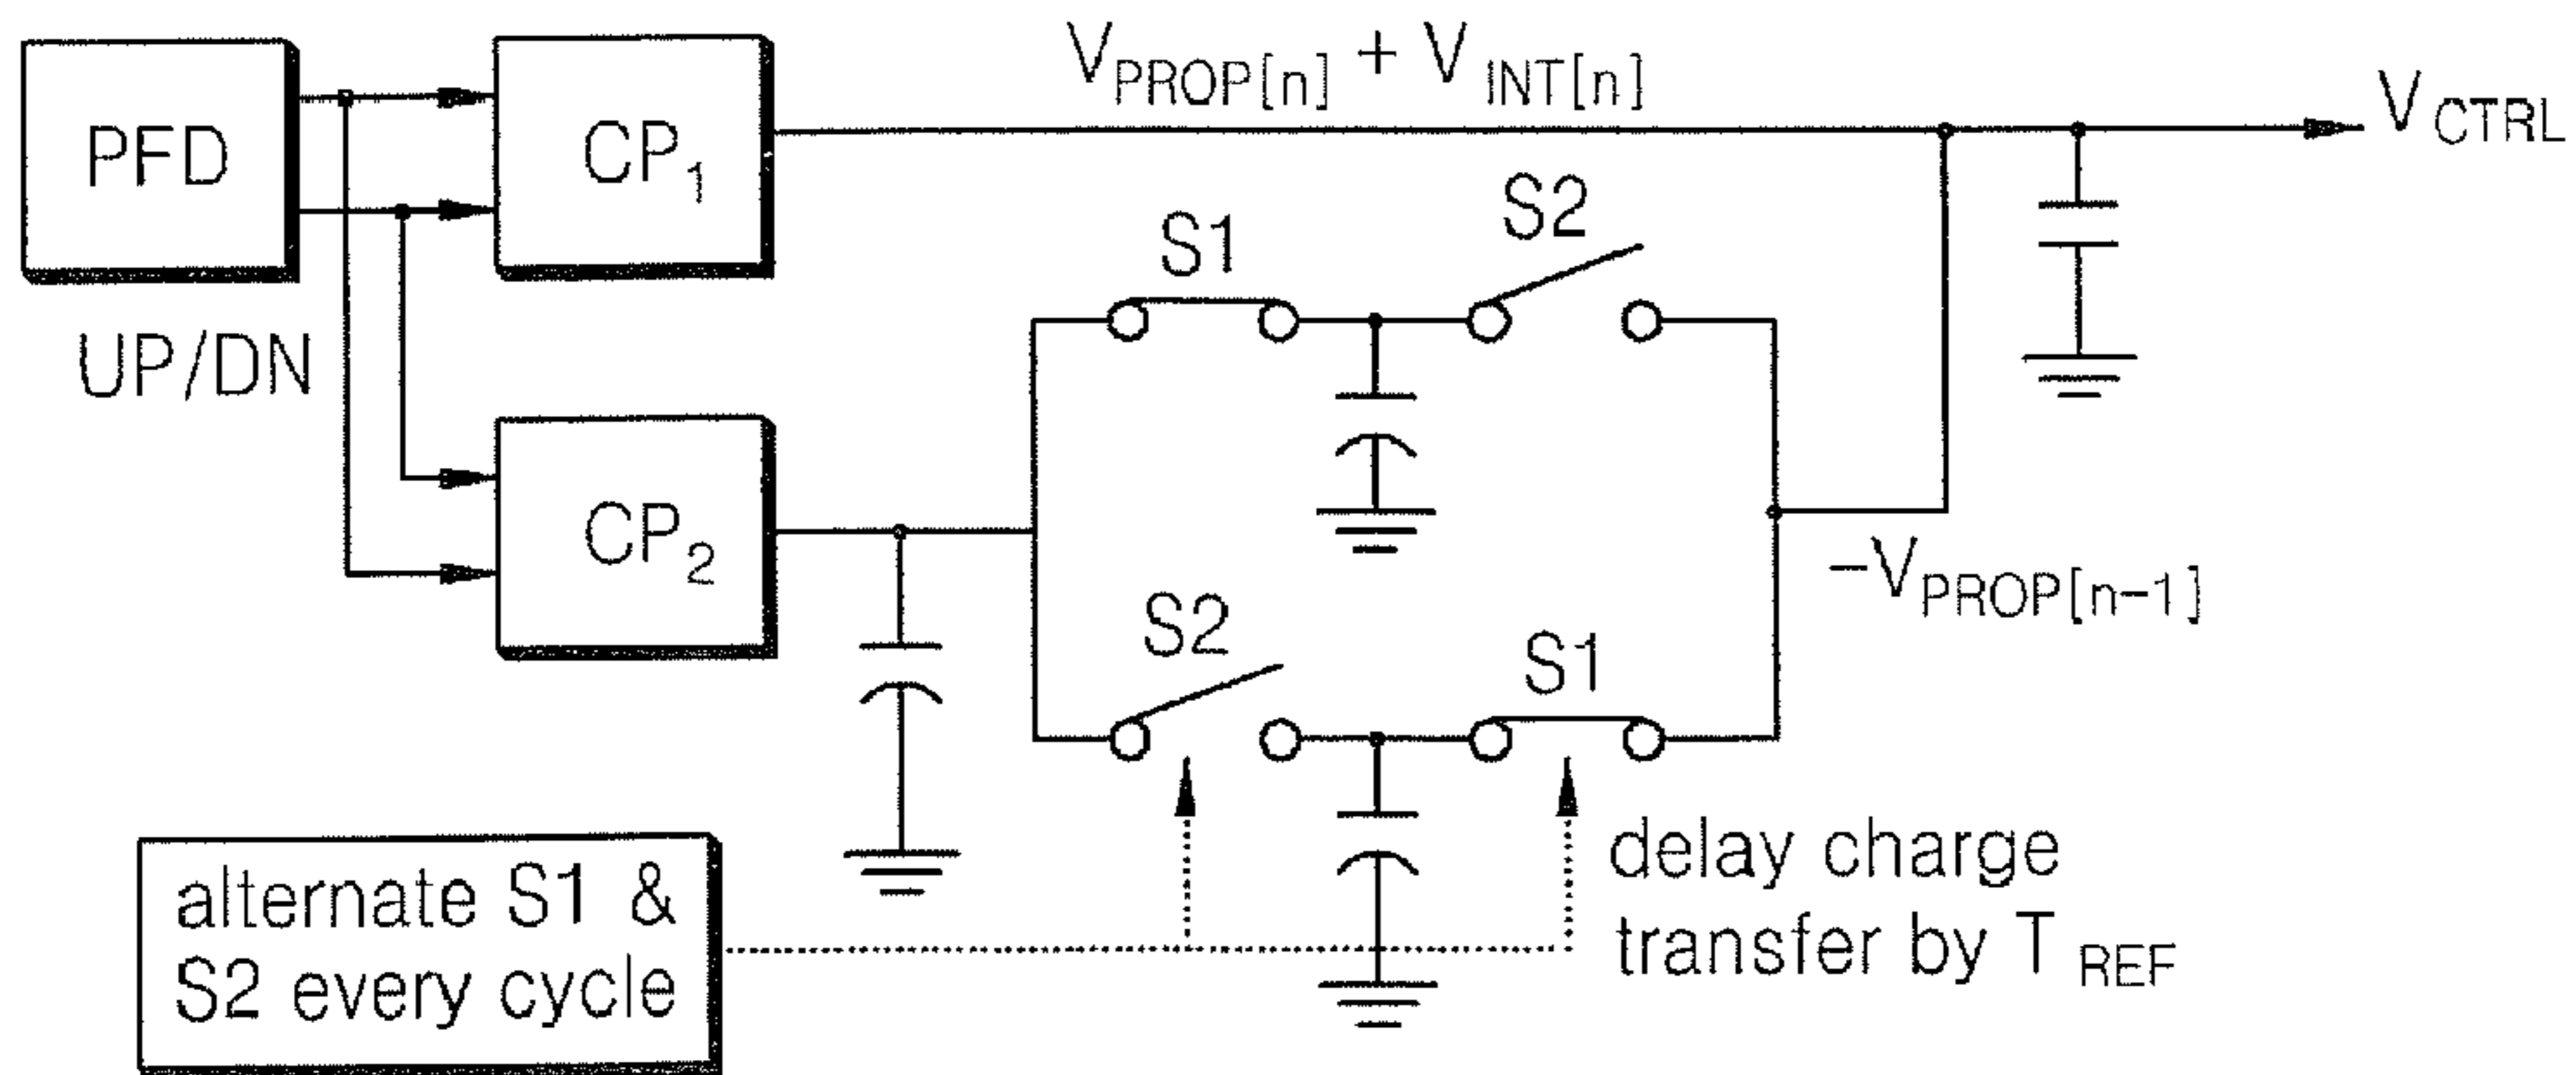 PFD
CP1
VPROP[n] + VINT[n]
VCTRL
UP/DN
S1
S2
CP2
-VPROP[n-1]
S2
S1
alternate S1 &
S2 every cycle
delay charge
transfer by TREF